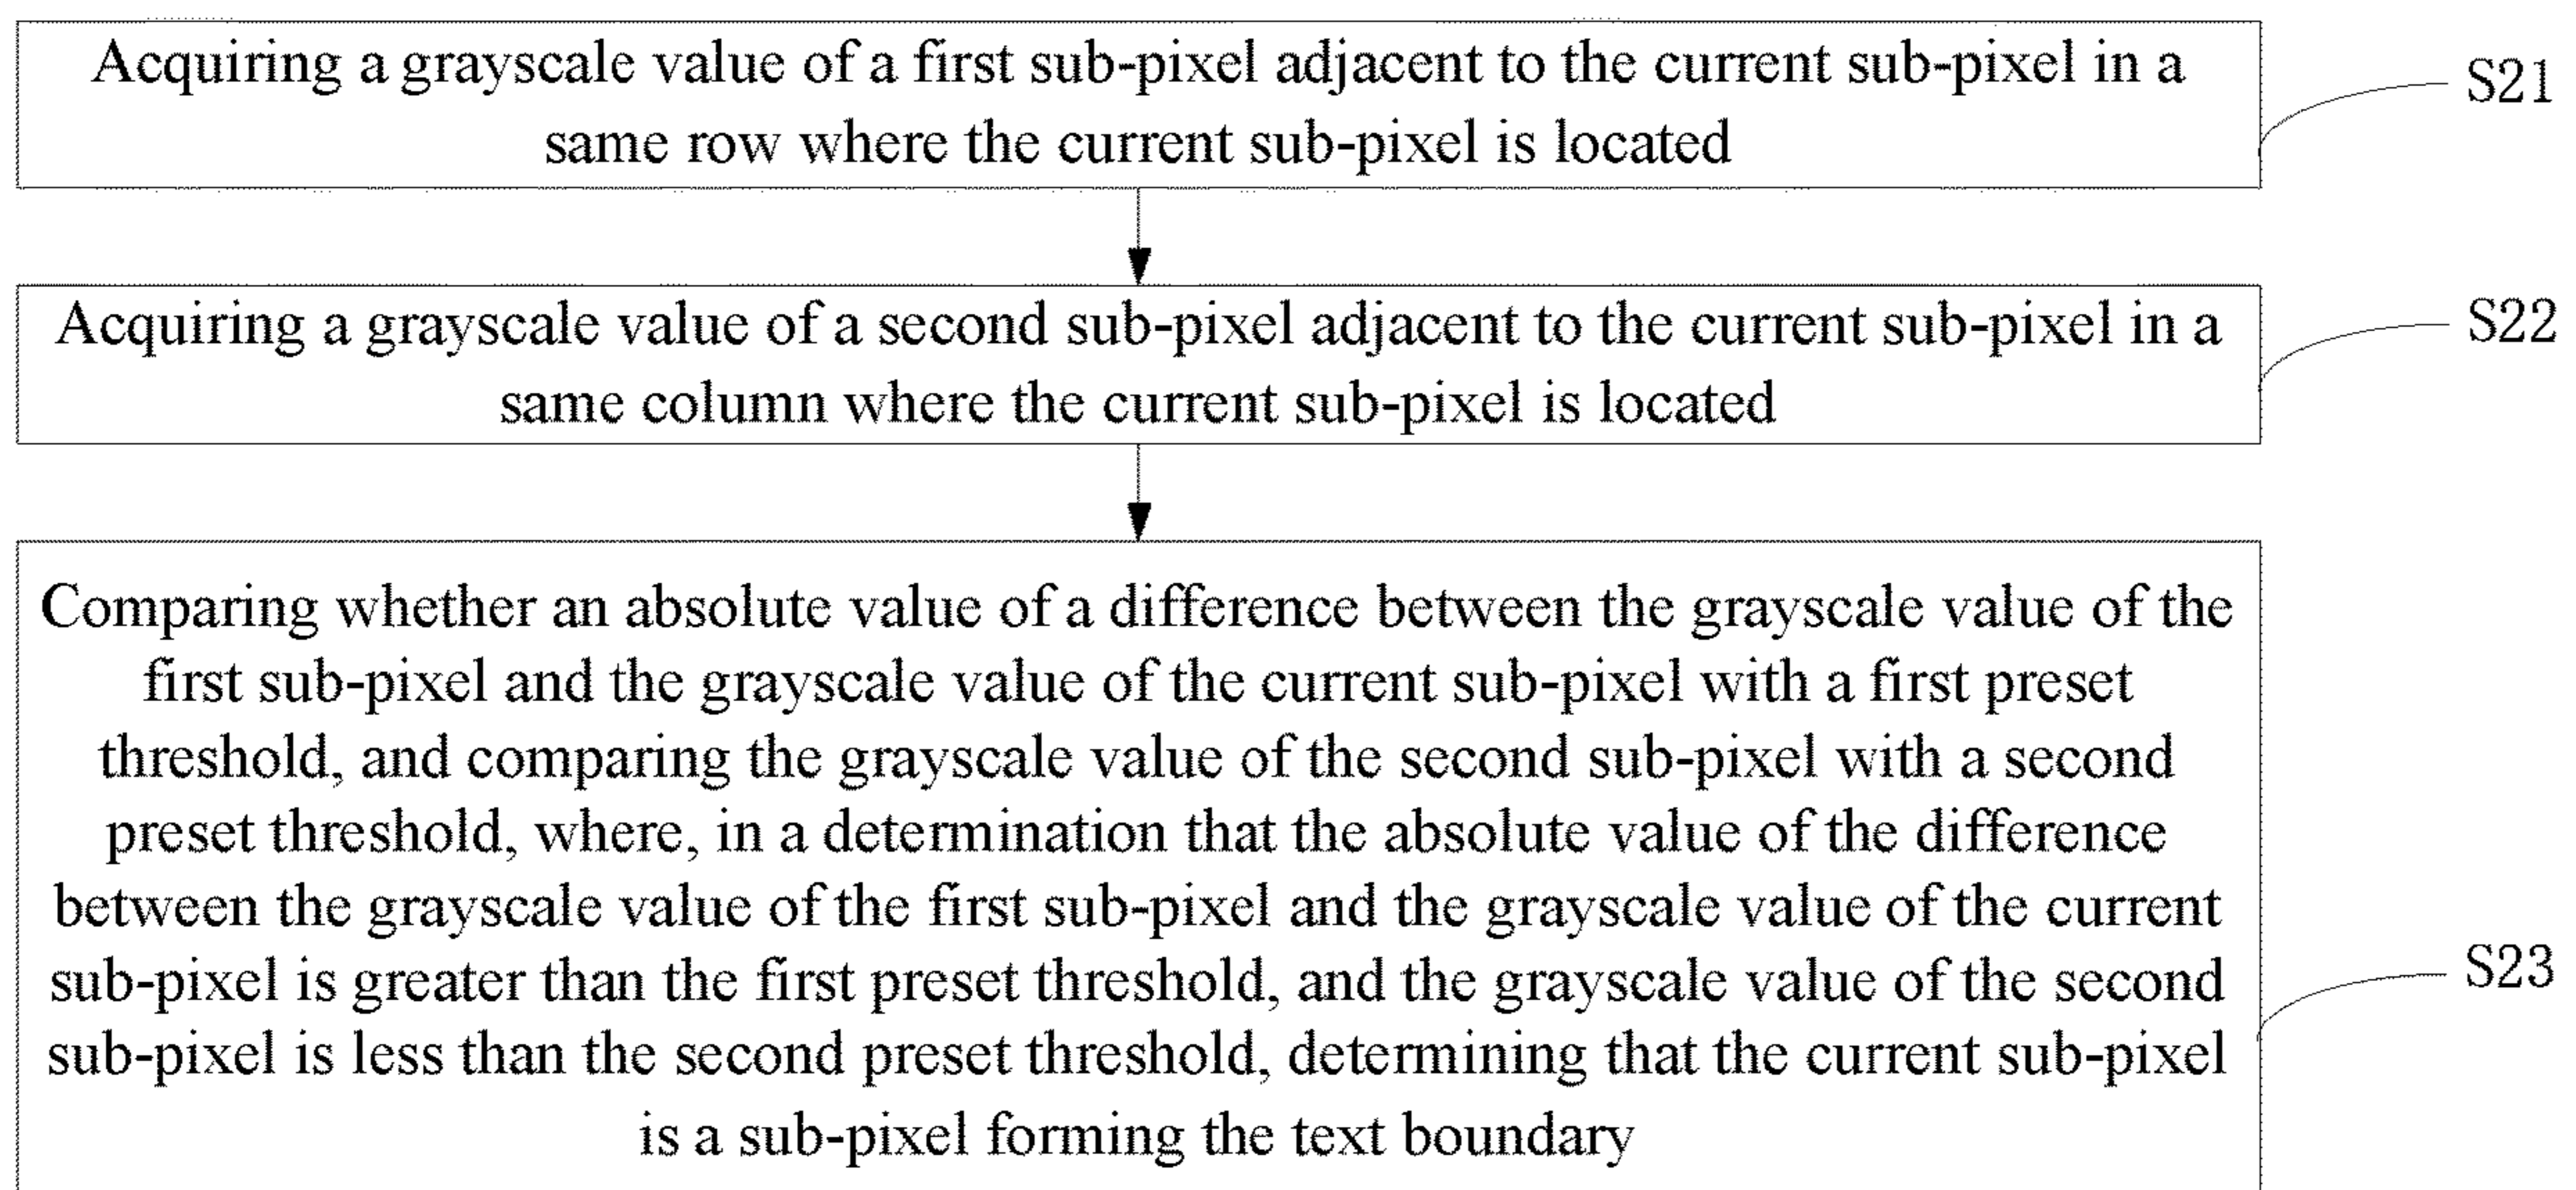 Acquiring a grayscale value of a first sub-pixel adjacent to the current sub-pixel in a
same row where the current sub-pixel is located
S21
Acquiring a grayscale value of a second sub-pixel adjacent to the current sub-pixel in a
same column where the current sub-pixel is located
S22
Comparing whether an absolute value of a difference between the grayscale value of the
first sub-pixel and the grayscale value of the current sub-pixel with a first preset
threshold, and comparing the grayscale value of the second sub-pixel with a second
preset threshold, where, in a determination that the absolute value of the difference
between the grayscale value of the first sub-pixel and the grayscale value of the current
sub-pixel is greater than the first preset threshold, and the grayscale value of the second
sub-pixel is less than the second preset threshold, determining that the current sub-pixel
is a sub-pixel forming the text boundary
S23